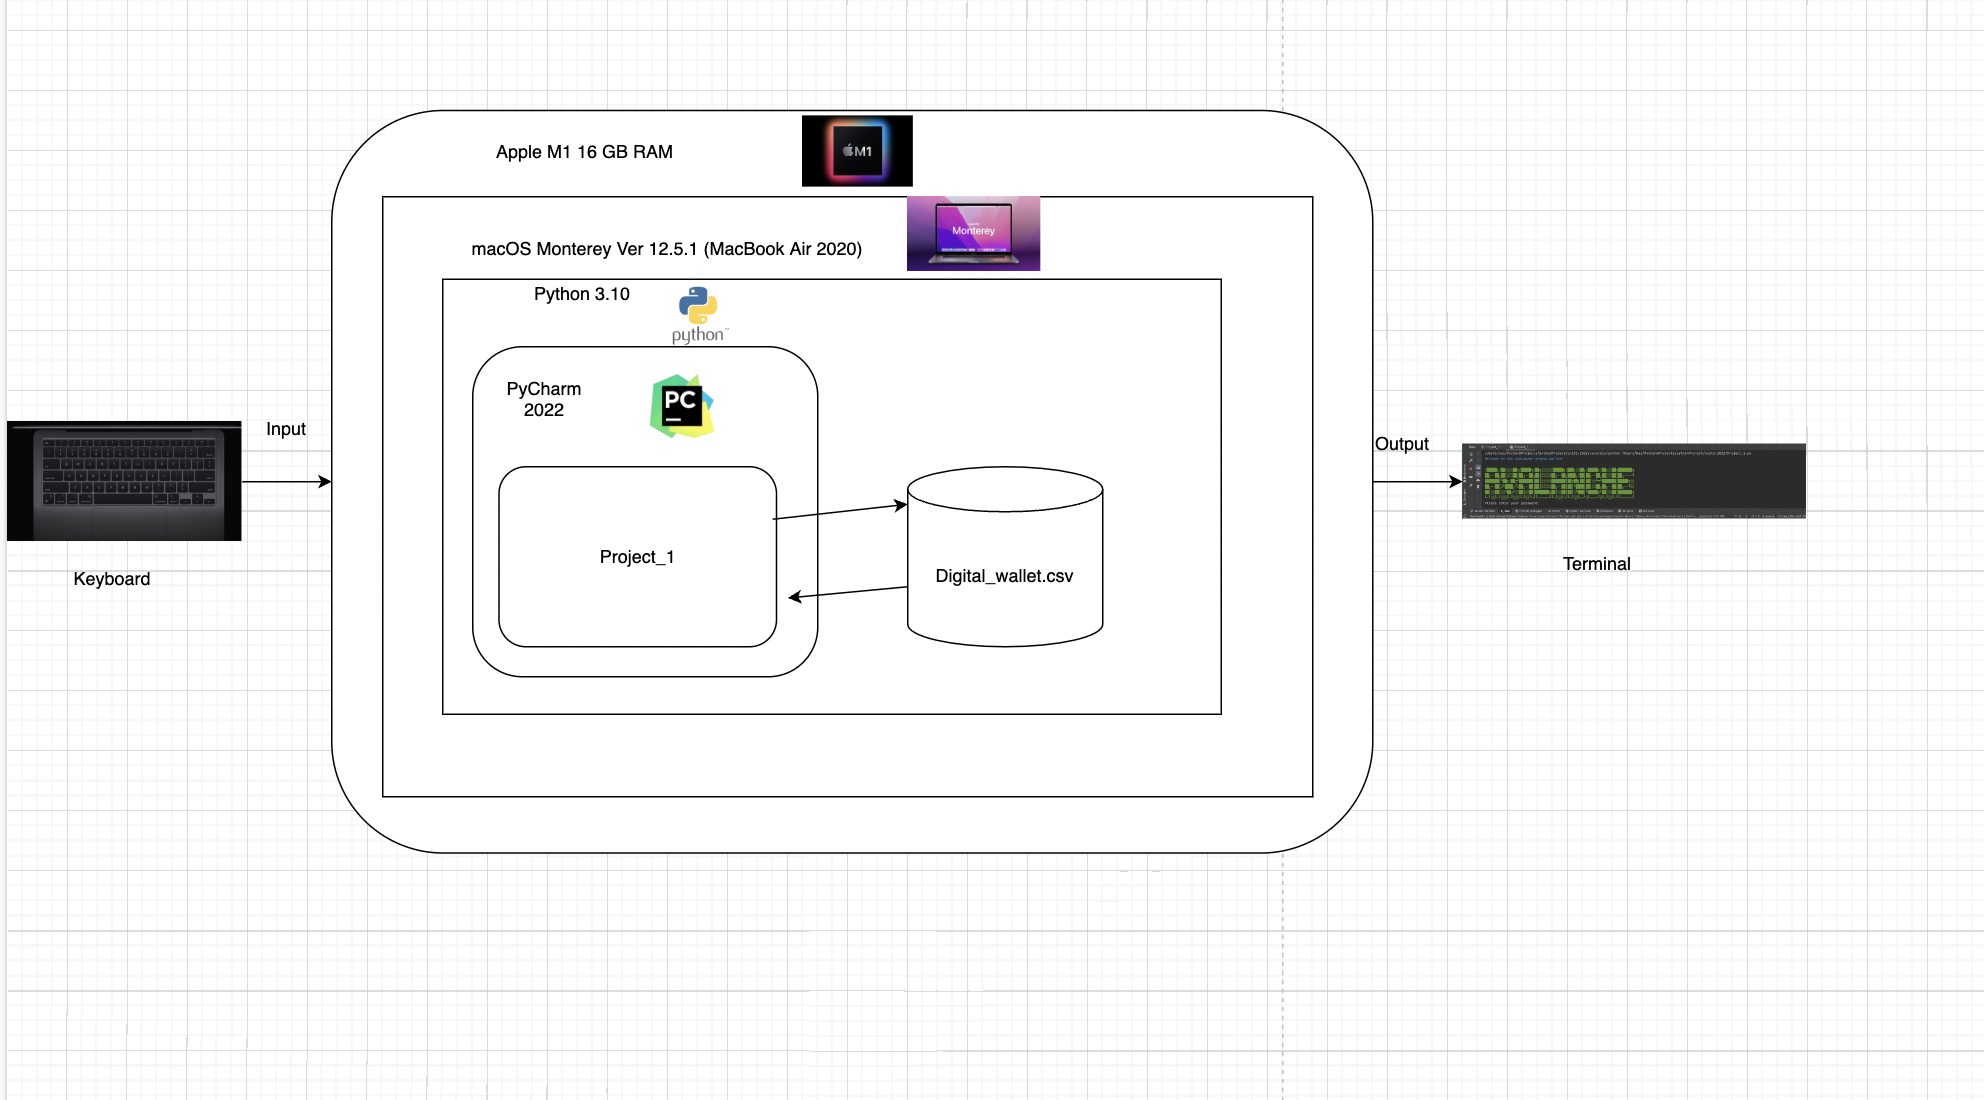 Apple M1 16 GB RAM
M1
macOS Monterey Ver 12.5.1 (MacBook Air 2020)
Monterey
Python 3.10
python
PyCharm
2022
PC
Input
Keyboard
Project_1
Digital_wallet.csv
Output
Terminal